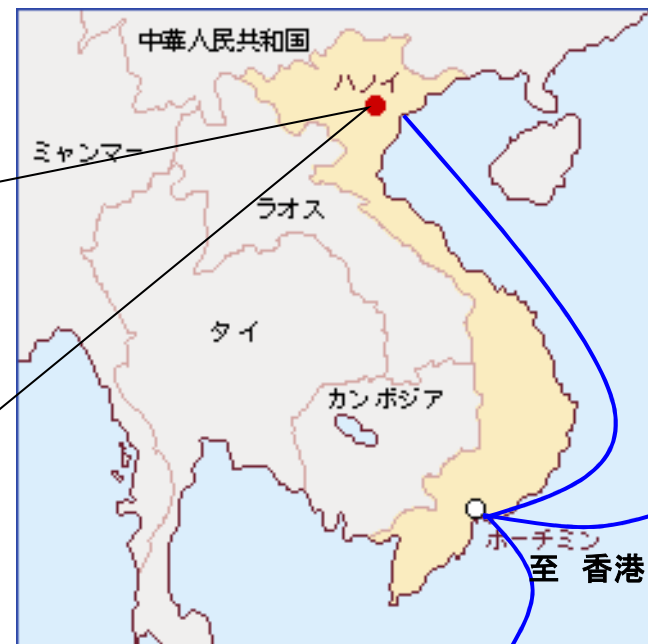 中華人民共和国
ハノイ
ミャンマー
ラオス
タイ
カンボジア
ホーチミン
至 香港